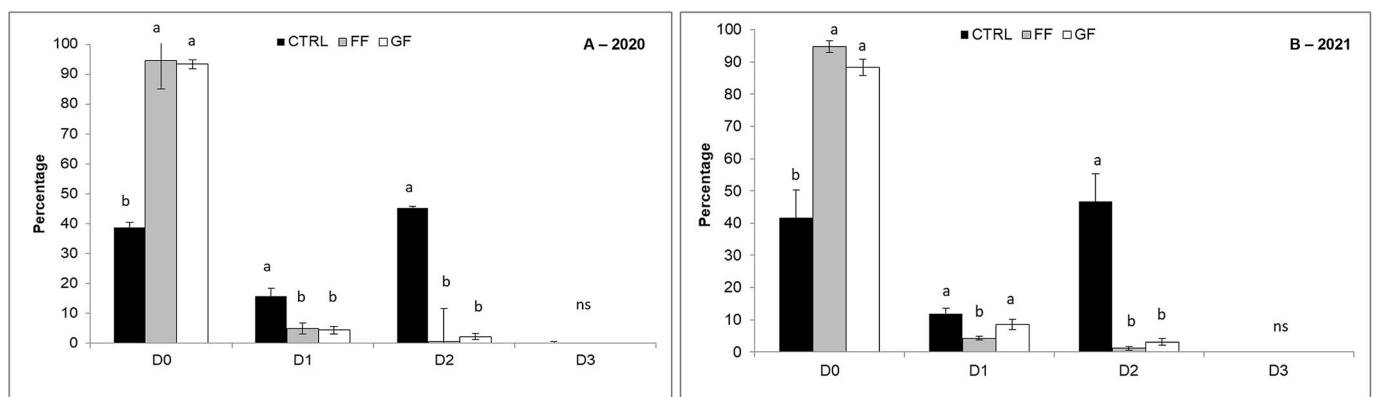 CTRL FF GF
A – 2020
Percentage
100
90
80
70
60
50
40
30
20
10
0
b
a
a
a
b
b
a
b
b
ns
D0 D1 D2 D3
CTRL FF GF
B – 2021
Percentage
100
90
80
70
60
50
40
30
20
10
0
b
a
a
a
b
a
a
b
b
ns
D0 D1 D2 D3